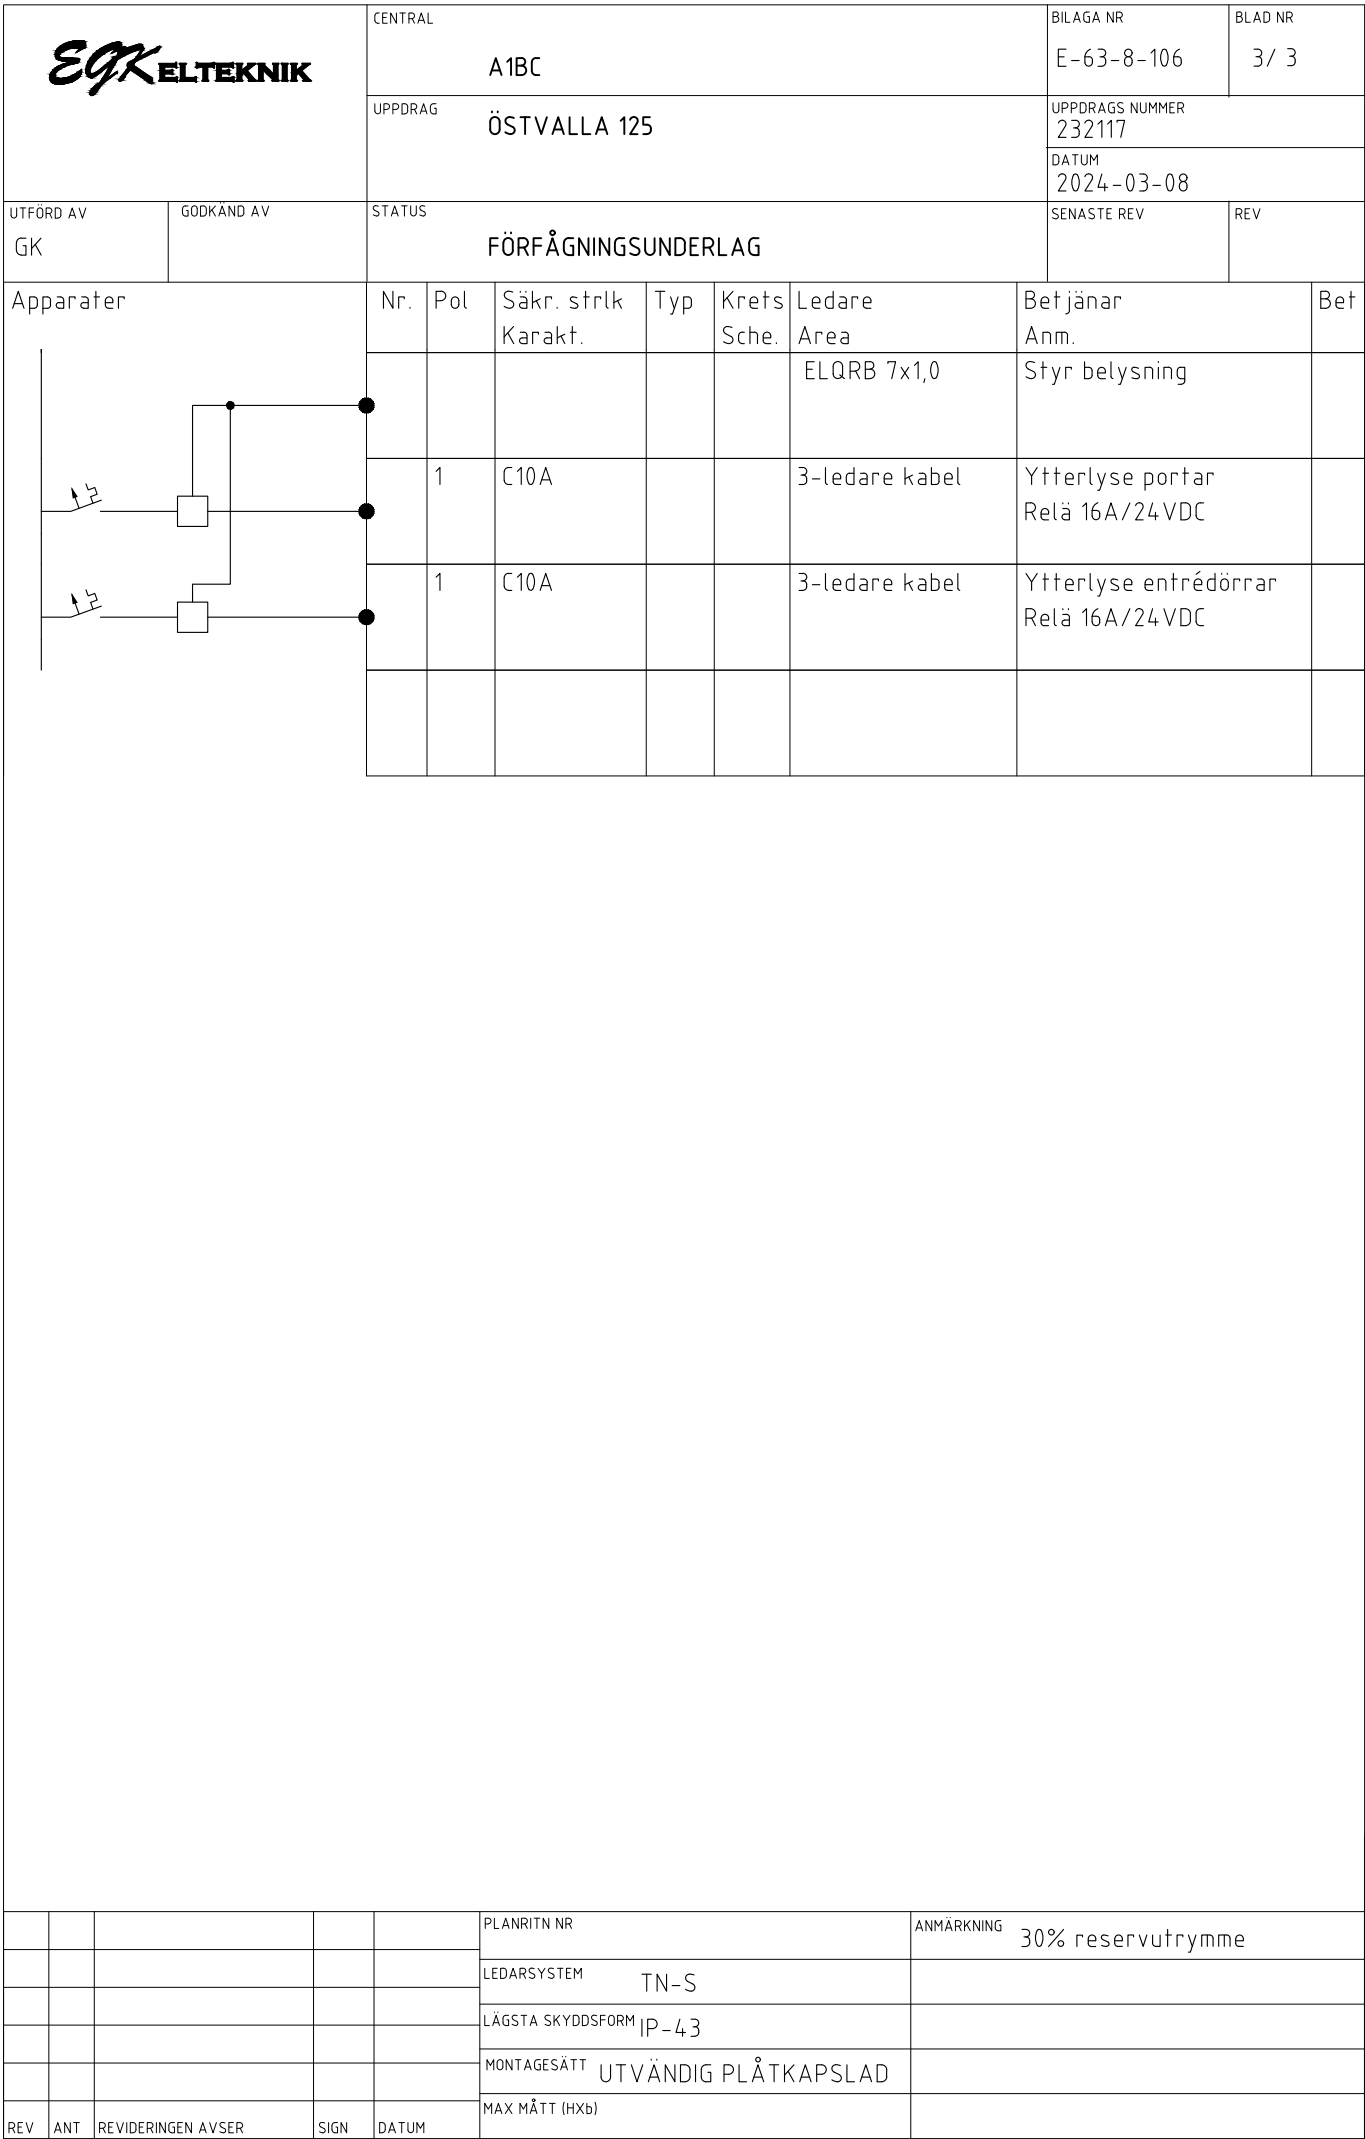 EGK ELTEKNIK
CENTRAL
A1BC
BILAGA NR
E-63-8-106
BLAD NR
3/ 3
UPPDRAG
ÖSTVALLA 125
UPPDRAGS NUMMER
232117
DATUM
2024-03-08
UTFÖRD AV
GK
GODKÄND AV
STATUS
FÖRFÅGNINGSUNDERLAG
SENASTE REV
REV
Apparater Nr. Pol Säkr. strlk Typ Krets Ledare Betjänar Bet
Karakt. Sche. Area Anm.
ELQRB 7x1,0 Styr belysning
1 C10A 3-ledare kabel Ytterlyse portar
Relä 16A/24VDC
1 C10A 3-ledare kabel Ytterlyse entrédörrar
Relä 16A/24VDC
PLANRITN NR
ANMÄRKNING 30% reservutrymme
LEDARSYSTEM TN-S
LÄGSTA SKYDDSFORM IP-43
MONTAGESÄTT UTVÄNDIG PLÅTKAPSLAD
MAX MÅTT (HXb)
REV ANT REVIDERINGEN AVSER SIGN DATUM